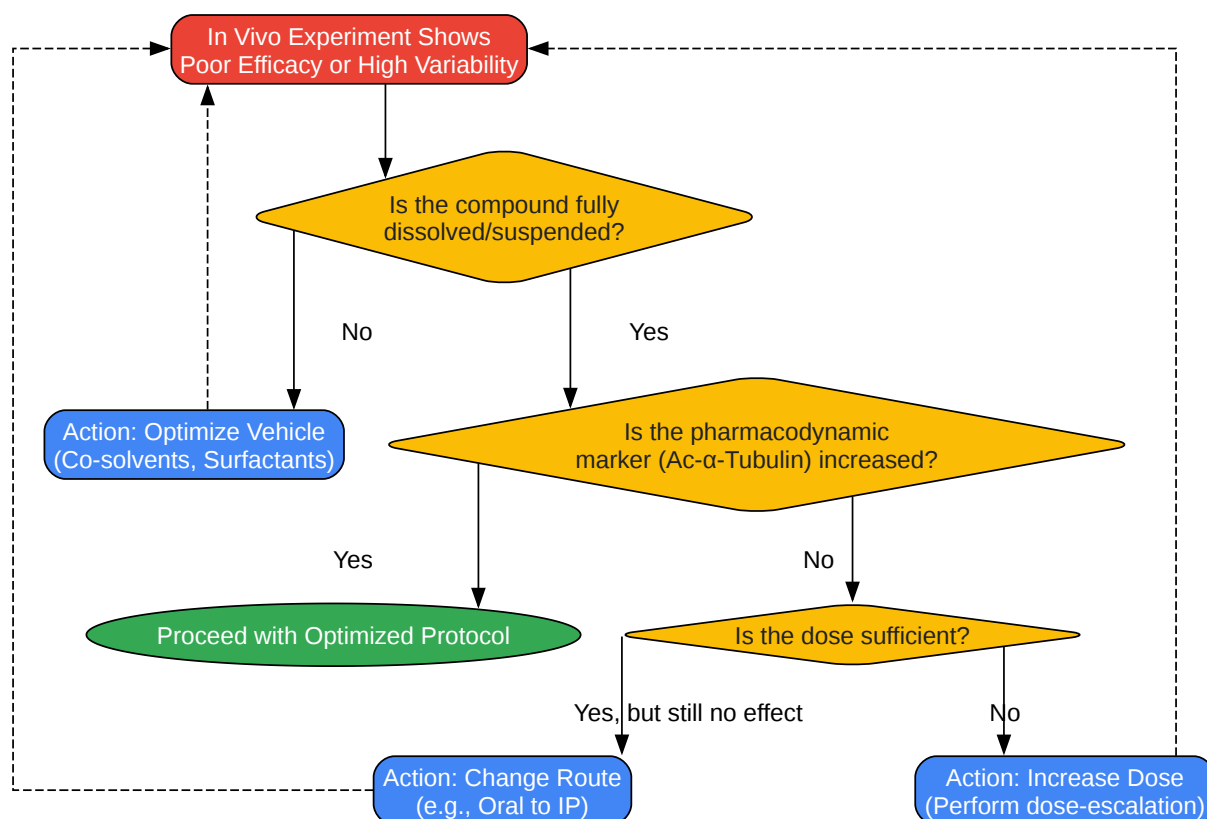 In Vivo Experiment Shows
Poor Efficacy or High Variability
Is the compound fully
dissolved/suspended?
No
Yes
Action: Optimize Vehicle
(Co-solvents, Surfactants)
Is the pharmacodynamic
marker (Ac-α-Tubulin) increased?
Yes
No
Proceed with Optimized Protocol
Is the dose sufficient?
Yes, but still no effect
No
Action: Change Route
(e.g., Oral to IP)
Action: Increase Dose
(Perform dose-escalation)